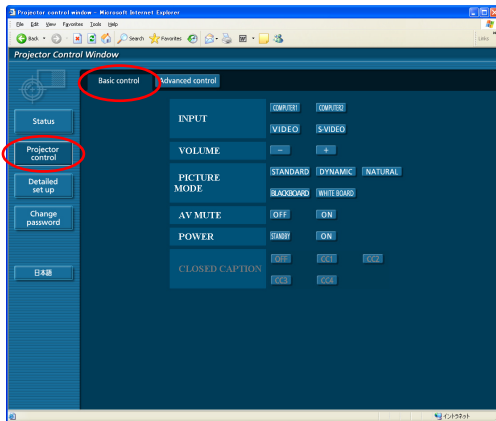 Projector control window - Microsoft Internet Explorer
File Edit View Favorites Tools Help
Back Search Favorites Links
Projector Control Window
Basic control Advanced control
Status
Projector control
Detailed set up
Change password
日本語
INPUT COMPUTER1 COMPUTER2
VIDEO S-VIDEO
VOLUME - +
PICTURE MODE STANDARD DYNAMIC NATURAL
BLACKBOARD WHITE BOARD
AV MUTE OFF ON
POWER STANDBY ON
CLOSED CAPTION OFF CC1 CC2
CC3 CC4
イントラネット